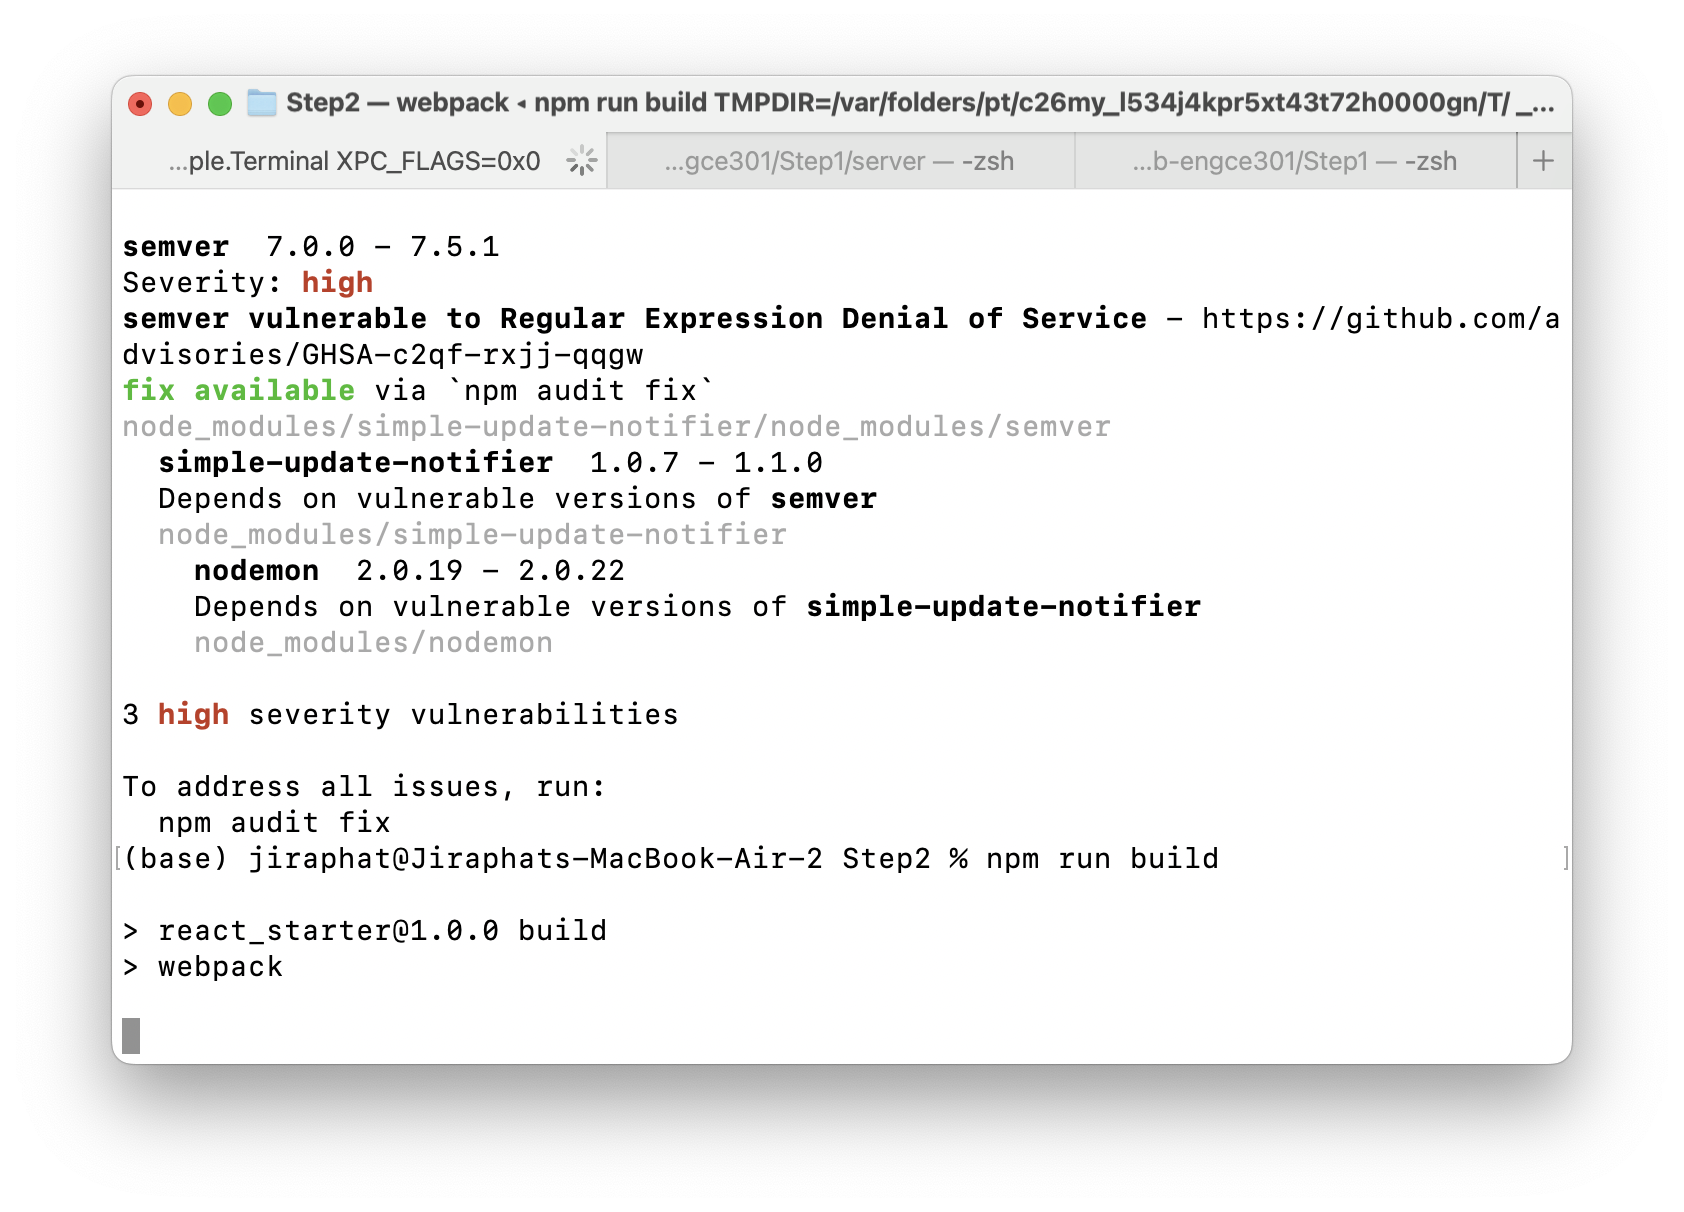 Step2 — webpack ◂ npm run build TMPDIR=/var/folders/pt/c26my_l534j4kpr5xt43t72h0000gn/T/ _...
...ple.Terminal XPC_FLAGS=0x0
...gce301/Step1/server — -zsh
...b-engce301/Step1 — -zsh
+
semver  7.0.0 - 7.5.1
Severity: high
semver vulnerable to Regular Expression Denial of Service - https://github.com/a
dvisories/GHSA-c2qf-rxjj-qqgw
fix available via `npm audit fix`
node_modules/simple-update-notifier/node_modules/semver
  simple-update-notifier  1.0.7 - 1.1.0
  Depends on vulnerable versions of semver
  node_modules/simple-update-notifier
    nodemon  2.0.19 - 2.0.22
    Depends on vulnerable versions of simple-update-notifier
    node_modules/nodemon
3 high severity vulnerabilities
To address all issues, run:
  npm audit fix
[(base) jiraphat@Jiraphats-MacBook-Air-2 Step2 % npm run build ]
> react_starter@1.0.0 build
> webpack